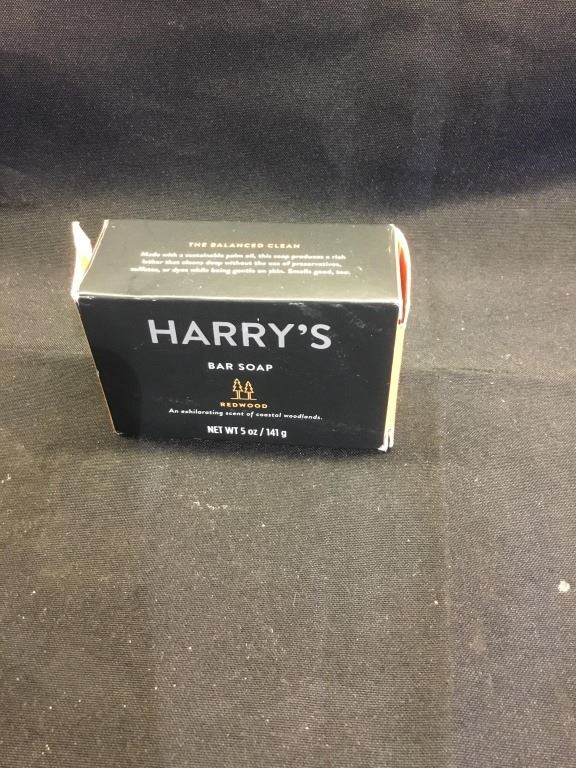 THE BALANCED CLEAN
Made with a sustainable palm oil, this soap produces a rich
lather that cleans deep without the use of preservatives,
sulfates, or dyes while being gentle on skin. Smells good, too.
HARRY'S
BAR SOAP
REDWOOD
An exhilarating scent of coastal woodlands.
NET WT 5 oz / 141 g